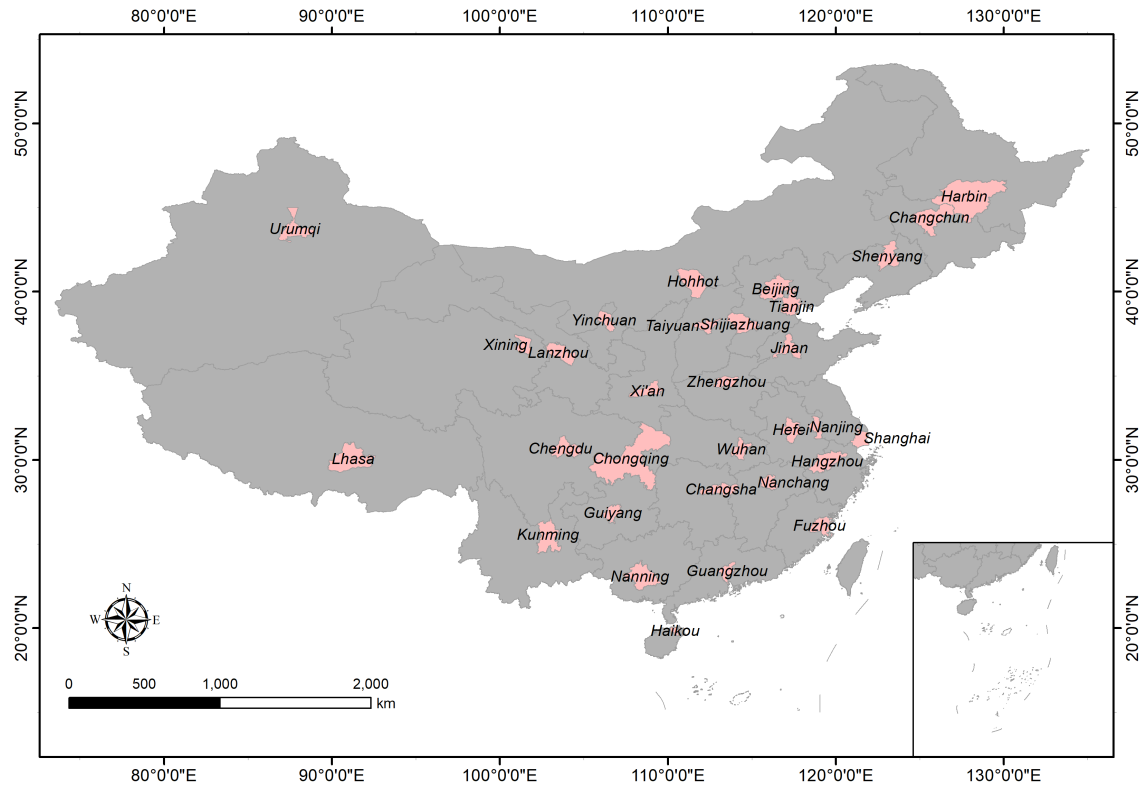 80°0'0"E 90°0'0"E 100°0'0"E 110°0'0"E 120°0'0"E 130°0'0"E
50°0'0"N 50°0'0"N
Harbin
Changchun
Urumqi
Shenyang
Hohhot
Beijing
40°0'0"N 40°0'0"N
Tianjin
Yinchuan
Taiyuan Shijiazhuang
Xining Lanzhou
Jinan
Zhengzhou
Xi'an
Hefei Nanjing
Shanghai
Chengdu
Wuhan
Lhasa
Chongqing
Hangzhou
30°0'0"N 30°0'0"N
Nanchang
Changsha
Guiyang
Fuzhou
Kunming
Guangzhou
Nanning
N
W E
S
Haikou
20°0'0"N 20°0'0"N
0 500 1,000 2,000
km
80°0'0"E 90°0'0"E 100°0'0"E 110°0'0"E 120°0'0"E 130°0'0"E